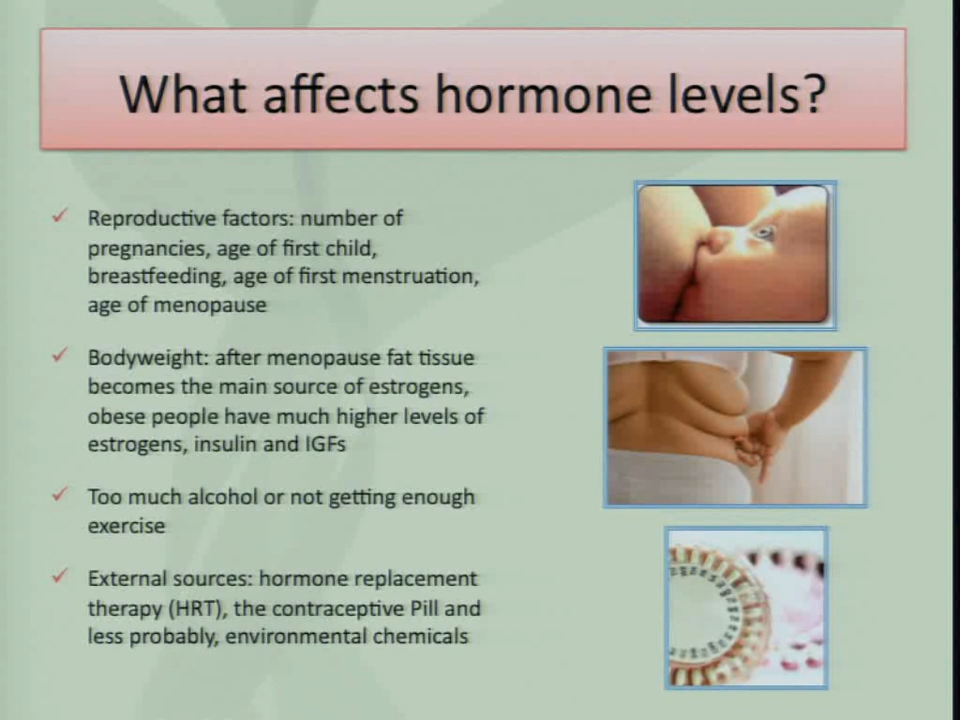 What affects hormone levels?
Reproductive factors: number of
pregnancies, age of first child,
breastfeeding, age of first menstruation,
age of menopause
Bodyweight: after menopause fat tissue
becomes the main source of estrogens,
obese people have much higher levels of
estrogens, insulin and IGFs
Too much alcohol or not getting enough
exercise
External sources: hormone replacement
therapy (HRT), the contraceptive Pill and
less probably, environmental chemicals